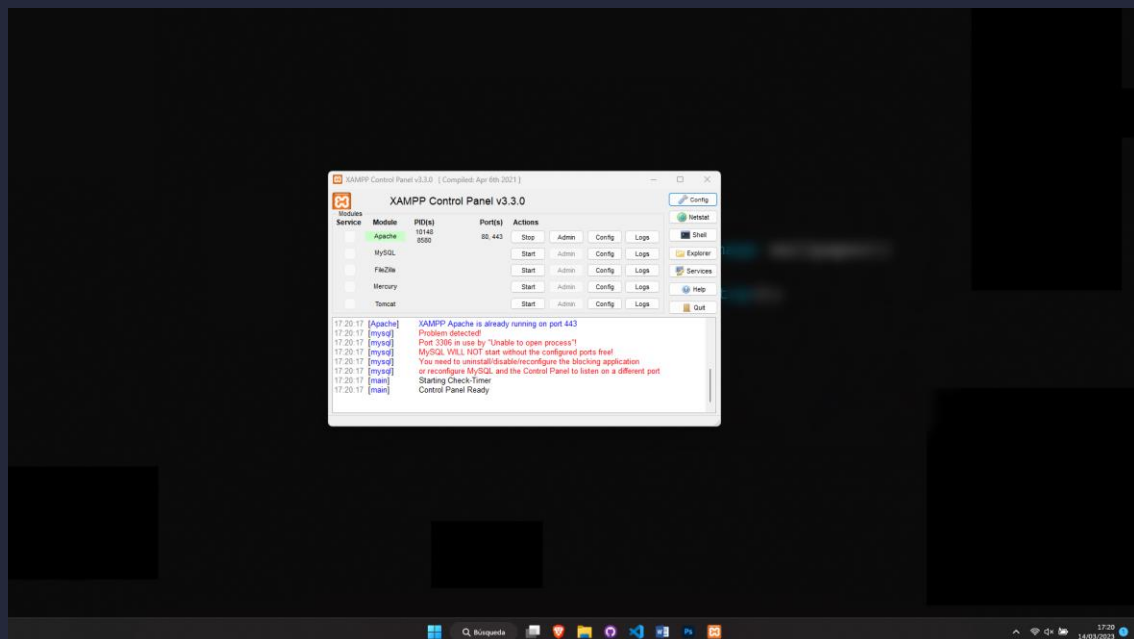 XAMPP Control Panel v3.3.0 [ Compiled: Apr 6th 2021 ]
XAMPP Control Panel v3.3.0
Config
Modules
Service Module PID(s) Port(s) Actions
Netstat
Apache 10148 8580 80, 443 Stop Admin Config Logs
Shell
MySQL Start Admin Config Logs
Explorer
FileZilla Start Admin Config Logs
Services
Mercury Start Admin Config Logs
Help
Tomcat Start Admin Config Logs
Quit
17:20:17 [Apache] XAMPP Apache is already running on port 443
17:20:17 [mysql] Problem detected!
17:20:17 [mysql] Port 3306 in use by "Unable to open process"!
17:20:17 [mysql] MySQL WILL NOT start without the configured ports free!
17:20:17 [mysql] You need to uninstall/disable/reconfigure the blocking application
17:20:17 [mysql] or reconfigure MySQL and the Control Panel to listen on a different port
17:20:17 [main] Starting Check-Timer
17:20:17 [main] Control Panel Ready
Búsqueda
Ps
17:20
14/03/2023